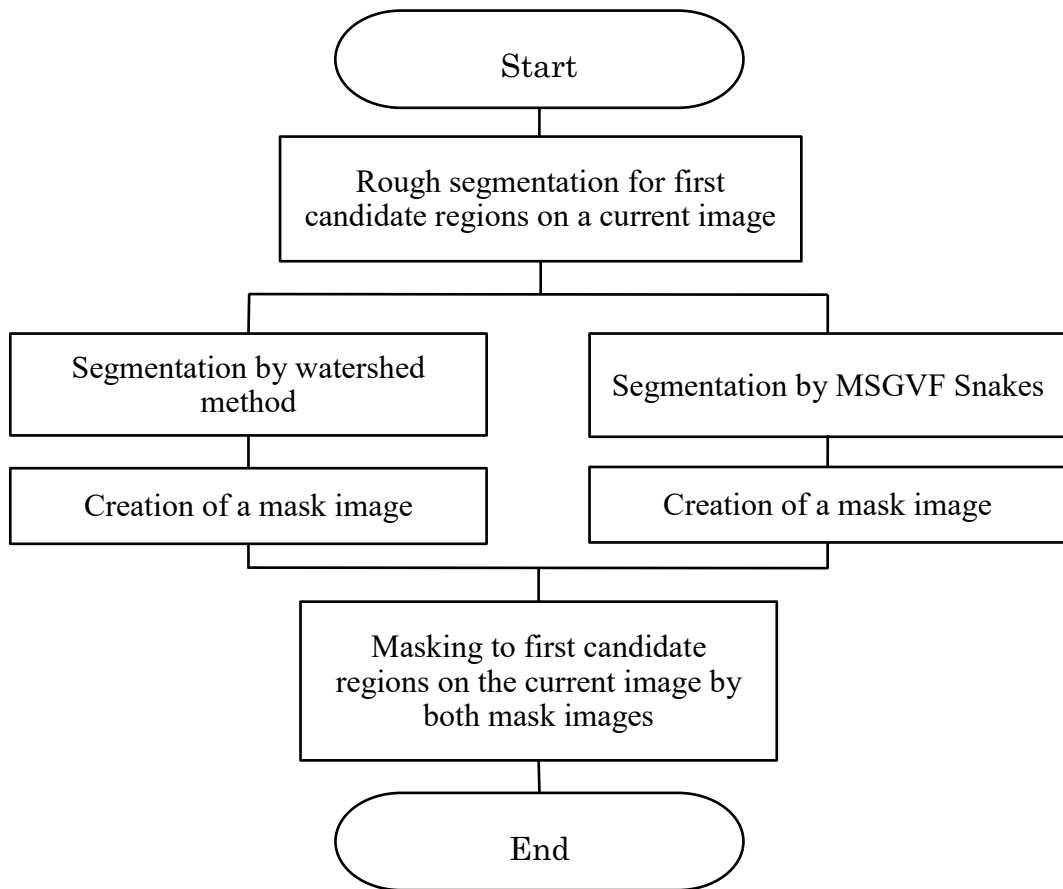 Start
Rough segmentation for first
candidate regions on a current image
Segmentation by watershed
method
Creation of a mask image
Segmentation by MSGVF Snakes
Creation of a mask image
Masking to first candidate
regions on the current image by
both mask images
End